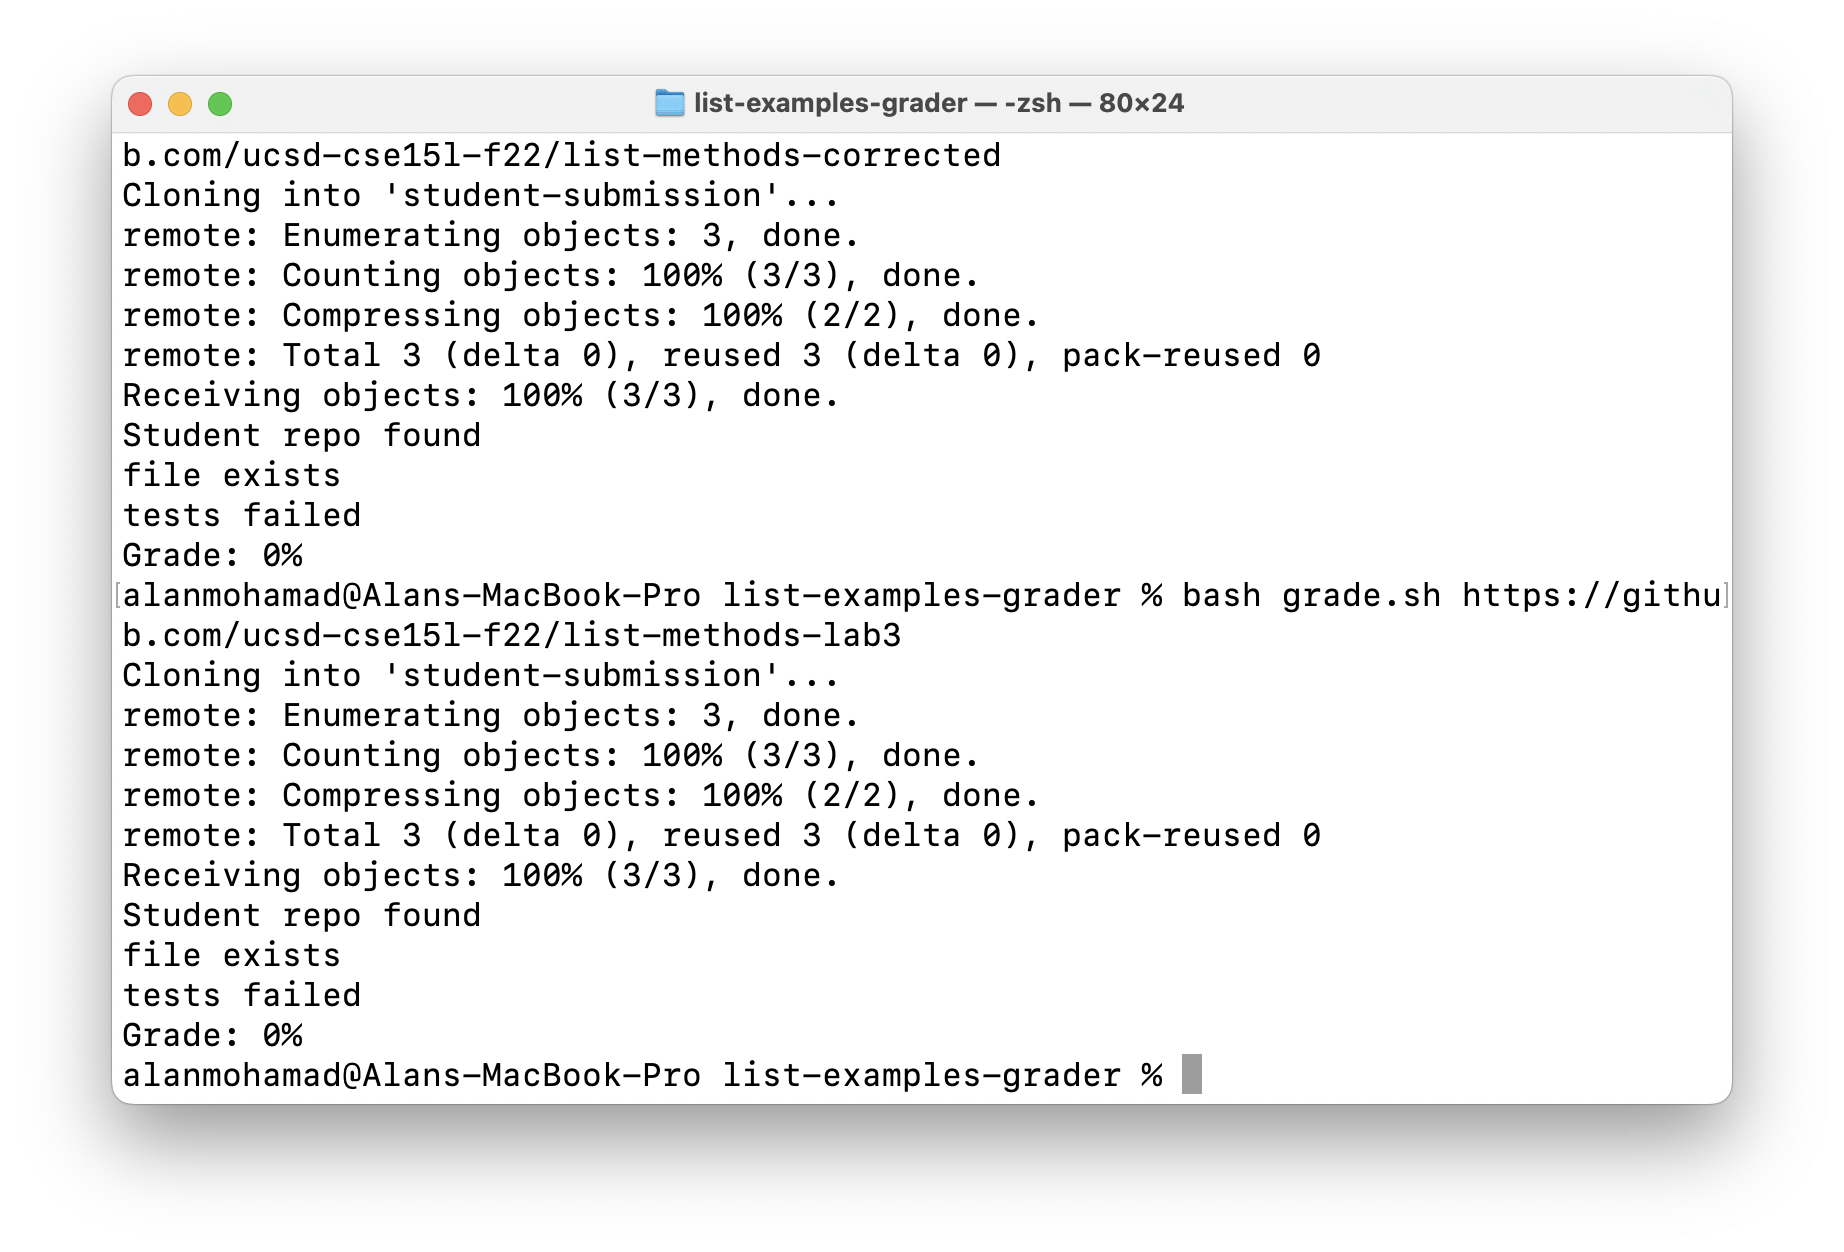 list-examples-grader — -zsh — 80×24
b.com/ucsd-cse15l-f22/list-methods-corrected
Cloning into 'student-submission'...
remote: Enumerating objects: 3, done.
remote: Counting objects: 100% (3/3), done.
remote: Compressing objects: 100% (2/2), done.
remote: Total 3 (delta 0), reused 3 (delta 0), pack-reused 0
Receiving objects: 100% (3/3), done.
Student repo found
file exists
tests failed
Grade: 0%
[alanmohamad@Alans-MacBook-Pro list-examples-grader % bash grade.sh https://githu]
b.com/ucsd-cse15l-f22/list-methods-lab3
Cloning into 'student-submission'...
remote: Enumerating objects: 3, done.
remote: Counting objects: 100% (3/3), done.
remote: Compressing objects: 100% (2/2), done.
remote: Total 3 (delta 0), reused 3 (delta 0), pack-reused 0
Receiving objects: 100% (3/3), done.
Student repo found
file exists
tests failed
Grade: 0%
alanmohamad@Alans-MacBook-Pro list-examples-grader %